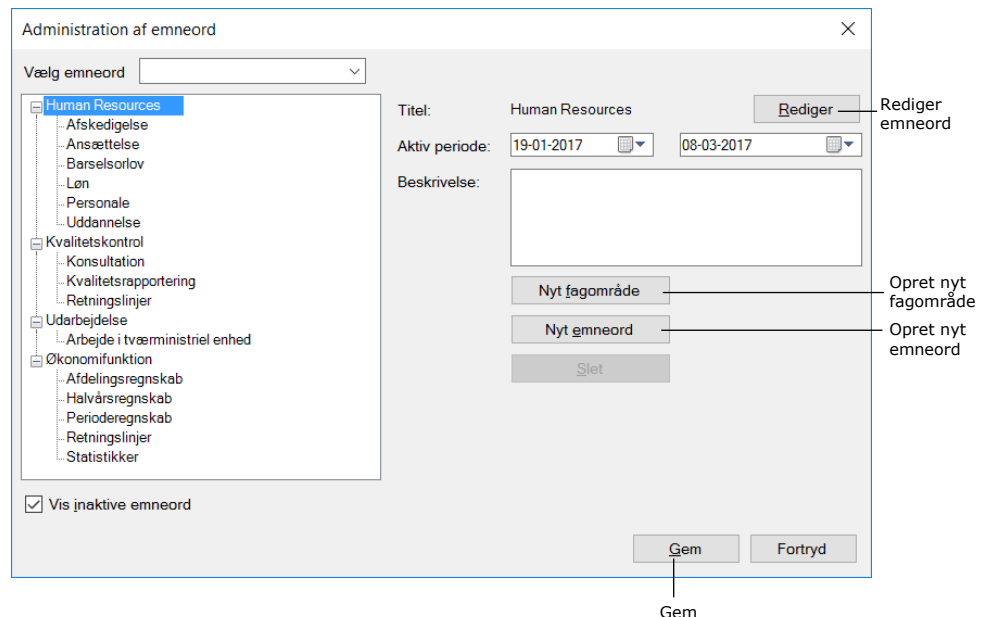 Administration af emneord
Vælg emneord
Human Resources
Afskedigelse
Ansættelse
Barselsorlov
Løn
Personale
Uddannelse
Kvalitetskontrol
Konsultation
Kvalitetsrapportering
Retningslinjer
Udarbejdelse
Arbejde i tværministriel enhed
Økonomifunktion
Afdelingsregnskab
Halvårsregnskab
Perioderegnskab
Retningslinjer
Statistikker
Vis inaktive emneord
Titel: Human Resources Rediger
Aktiv periode: 19-01-2017 08-03-2017
Beskrivelse:
Nyt fagområde
Nyt emneord
Slet
Gem Fortryd
Rediger
emneord
Opret nyt
fagområde
Opret nyt
emneord
Gem